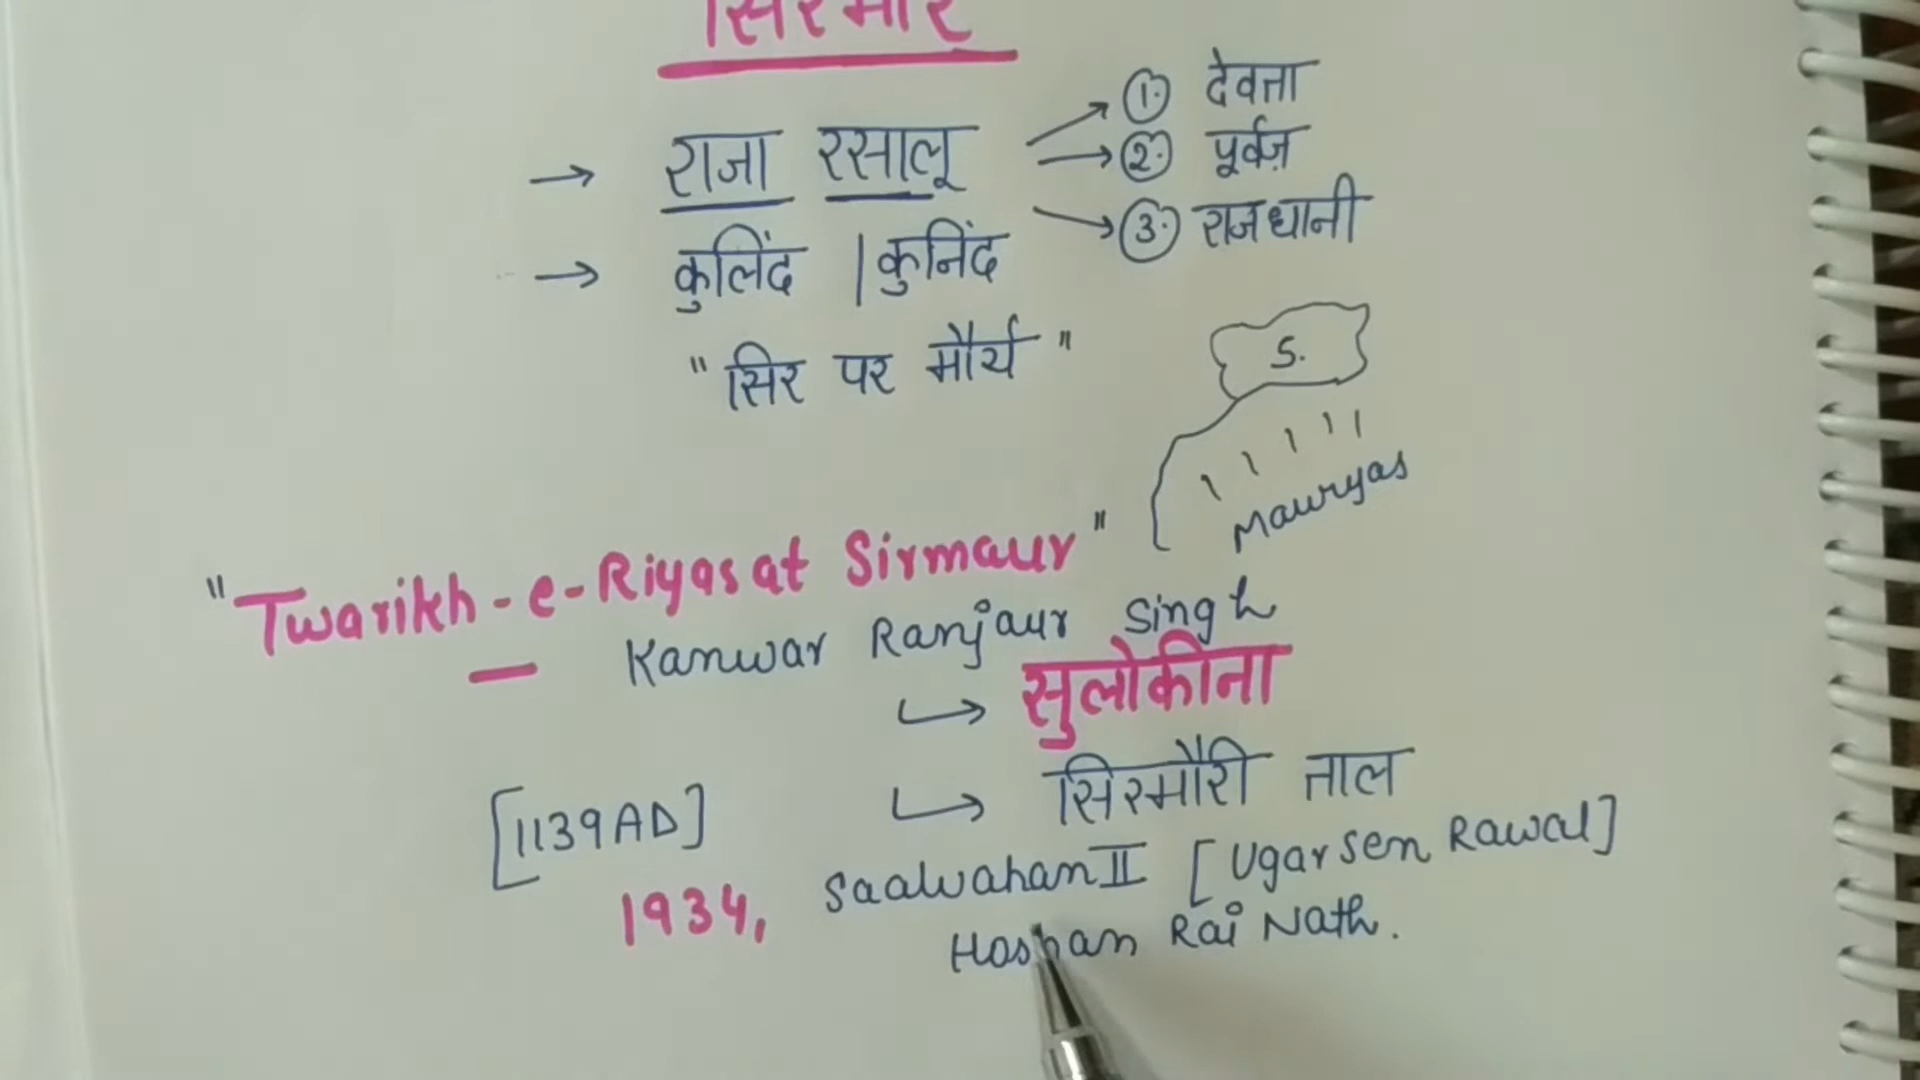 सिरमौर
→ राजा रसालू → 1. देवता
→ 2. पूर्वज़
→ 3. राजधानी
→ कुलिंद | कुनिंद
"सिर पर मौर्य"
S.
Mauryas
"Twarikh-e-Riyasat Sirmaur"
Kanwar Ranjaur Singh
↳ सुलोकीना
↳ सिरमौरी ताल
[1139AD]
1934, Saalwahan II [Ugarsen Rawal]
Rai Nath.